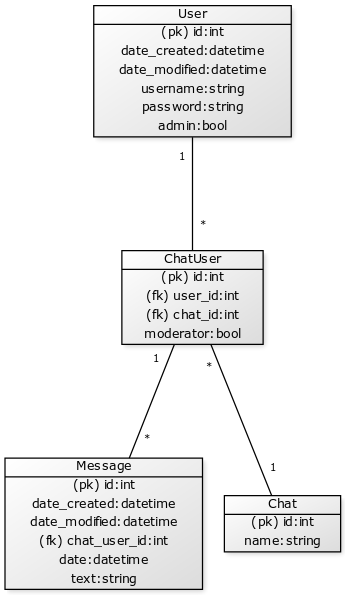 User
(pk) id:int
date_created:datetime
date_modified:datetime
username:string
password:string
admin:bool
1
*
ChatUser
(pk) id:int
(fk) user_id:int
(fk) chat_id:int
moderator:bool
1
*
*
1
Message
(pk) id:int
date_created:datetime
date_modified:datetime
(fk) chat_user_id:int
date:datetime
text:string
Chat
(pk) id:int
name:string